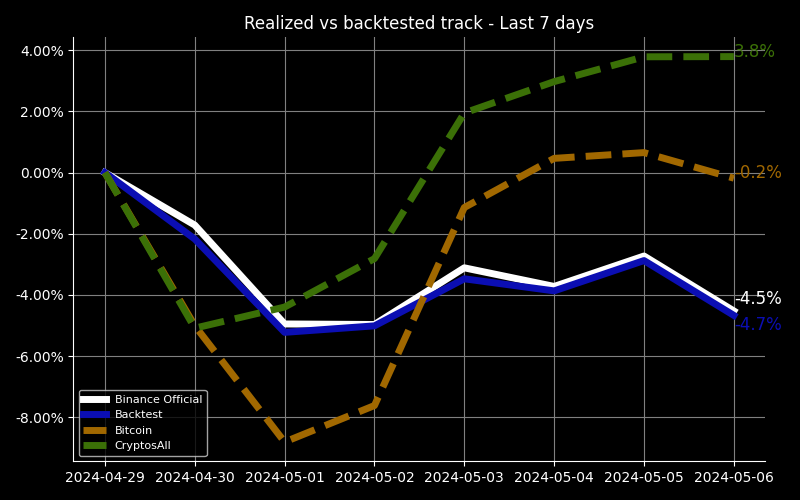 Realized vs backtested track - Last 7 days
4.00%
2.00%
0.00%
-2.00%
-4.00%
-6.00%
-8.00%
3.8%
-0.2%
-4.5%
-4.7%
Binance Official
Backtest
Bitcoin
CryptosAll
2024-04-29 2024-04-30 2024-05-01 2024-05-02 2024-05-03 2024-05-04 2024-05-05 2024-05-06